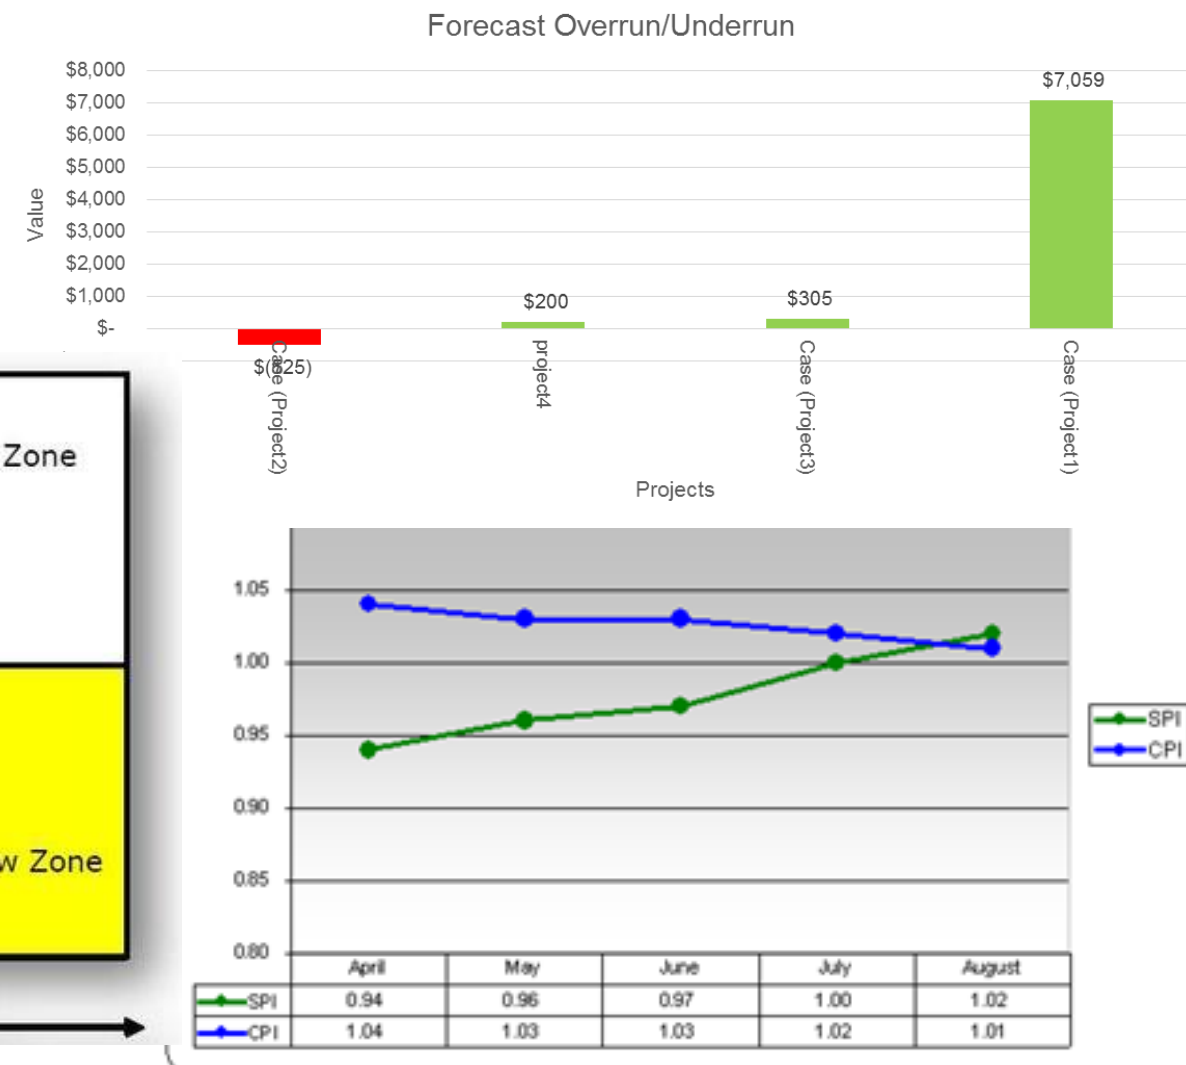 Forecast Overrun/Underrun
Value
$8,000
$7,000
$6,000
$5,000
$4,000
$3,000
$2,000
$1,000
$-
$200
$305
$7,059
Case (Project2)
project4
Case (Project3)
Case (Project1)
Projects
Zone
w Zone
1.05
1.00
0.95
0.90
0.85
0.80
April May June July August
SPI 0.94 0.96 0.97 1.00 1.02
CPI 1.04 1.03 1.03 1.02 1.01
SPI
CPI